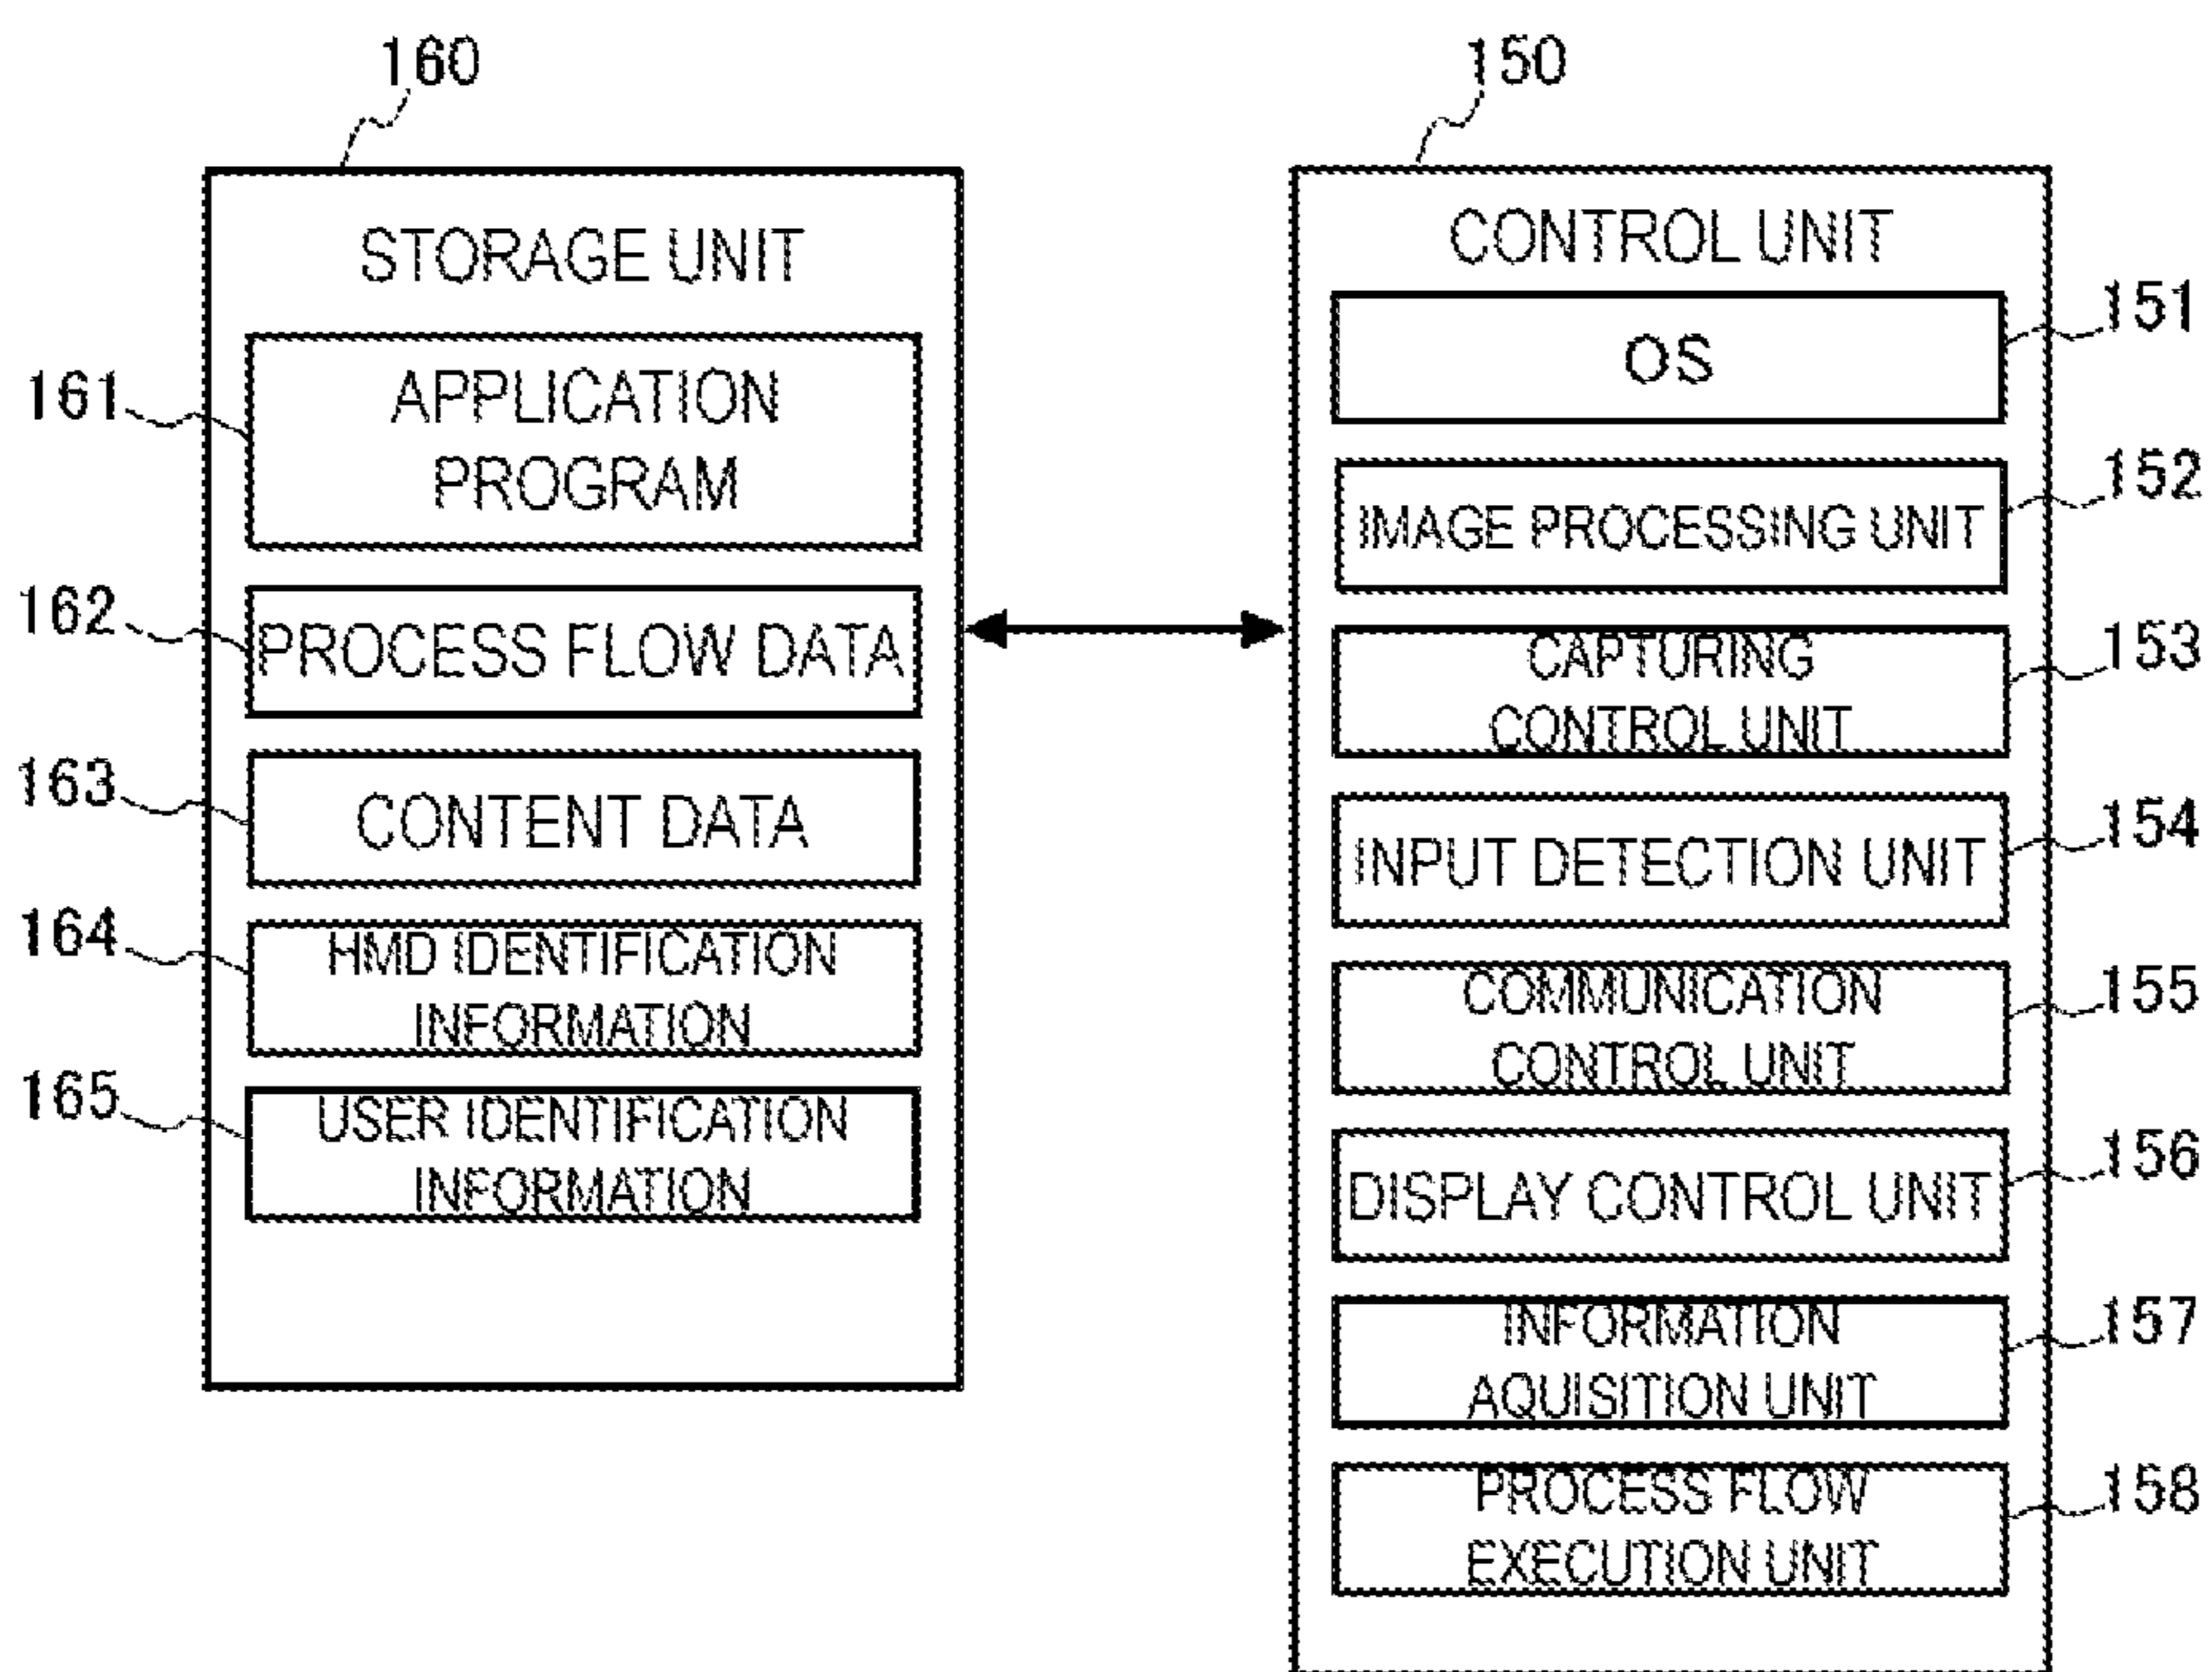 160
STORAGE UNIT
161
APPLICATION
PROGRAM
162
PROCESS FLOW DATA
163
CONTENT DATA
164
HMD IDENTIFICATION
INFORMATION
165
USER IDENTIFICATION
INFORMATION
150
CONTROL UNIT
OS
151
IMAGE PROCESSING UNIT
152
CAPTURING
CONTROL UNIT
153
INPUT DETECTION UNIT
154
COMMUNICATION
CONTROL UNIT
155
DISPLAY CONTROL UNIT
156
INFORMATION
AQUISITION UNIT
157
PROCESS FLOW
EXECUTION UNIT
158